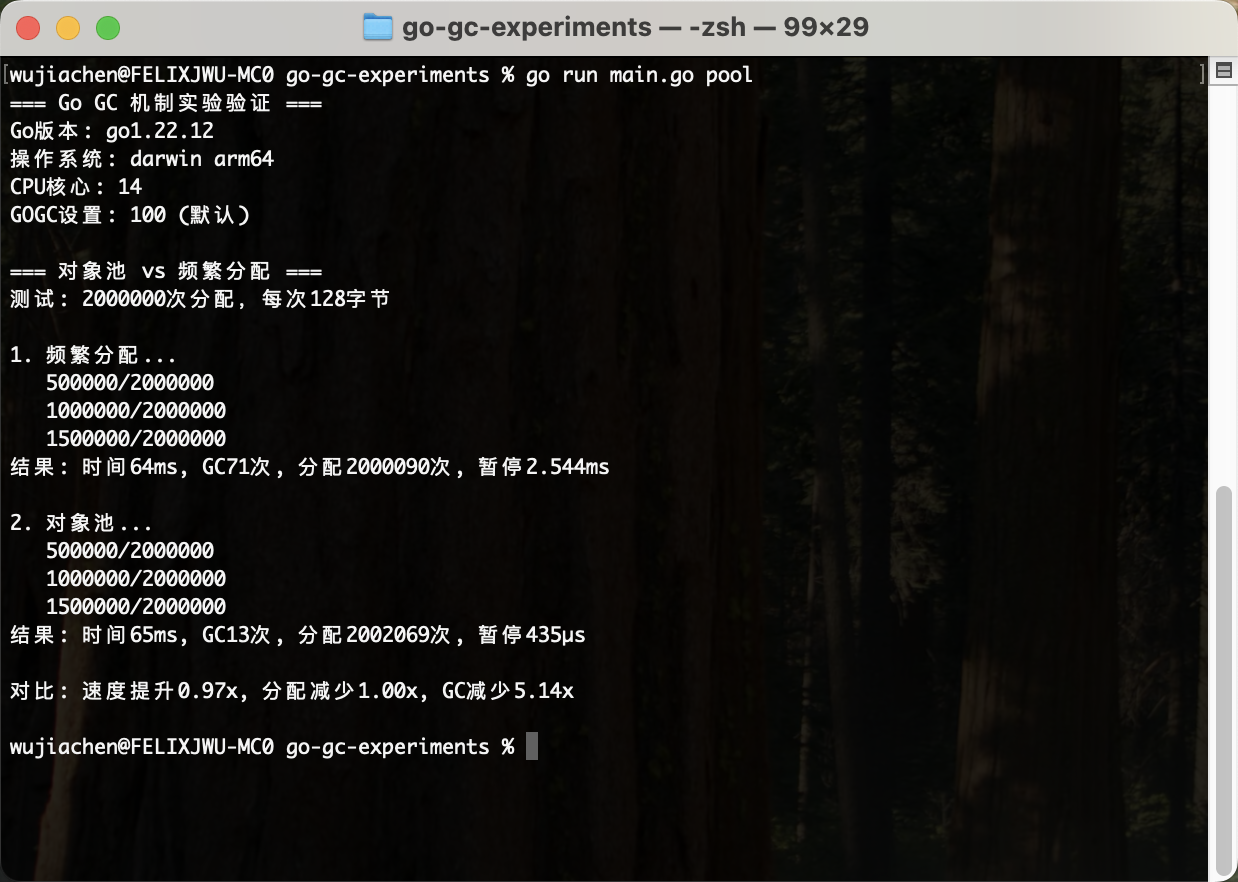 go-gc-experiments — -zsh — 99×29
[wujiachen@FELIXJWU-MC0 go-gc-experiments % go run main.go pool ]
=== Go GC 机制实验验证 ===
Go版本: go1.22.12
操作系统: darwin arm64
CPU核心: 14
GOGC设置: 100 (默认)
=== 对象池 vs 频繁分配 ===
测试: 2000000次分配, 每次128字节
1. 频繁分配...
500000/2000000
1000000/2000000
1500000/2000000
结果: 时间64ms, GC71次, 分配2000090次, 暂停2.544ms
2. 对象池...
500000/2000000
1000000/2000000
1500000/2000000
结果: 时间65ms, GC13次, 分配2002069次, 暂停435µs
对比: 速度提升0.97x, 分配减少1.00x, GC减少5.14x
wujiachen@FELIXJWU-MC0 go-gc-experiments %